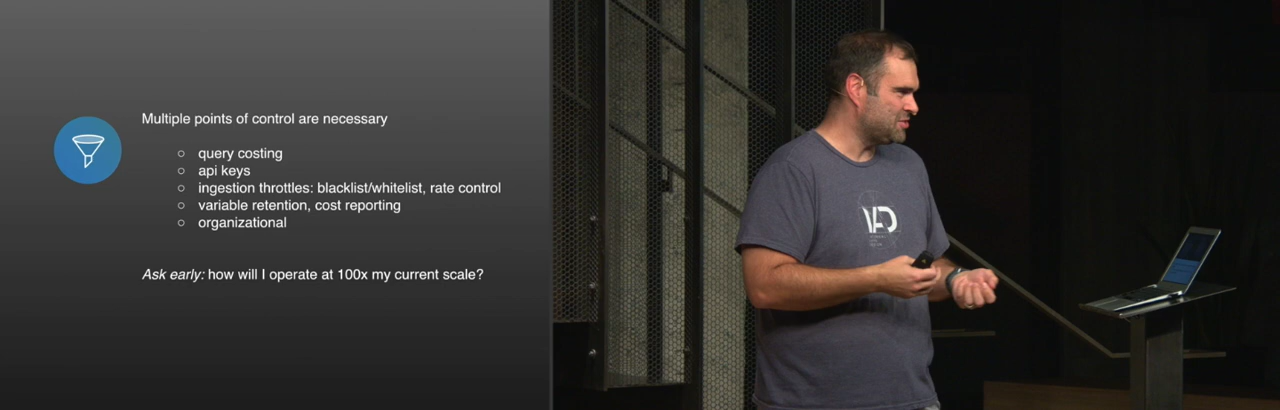 Multiple points of control are necessary
○ query costing
○ api keys
○ ingestion throttles: blacklist/whitelist, rate control
○ variable retention, cost reporting
○ organizational
Ask early: how will I operate at 100x my current scale?